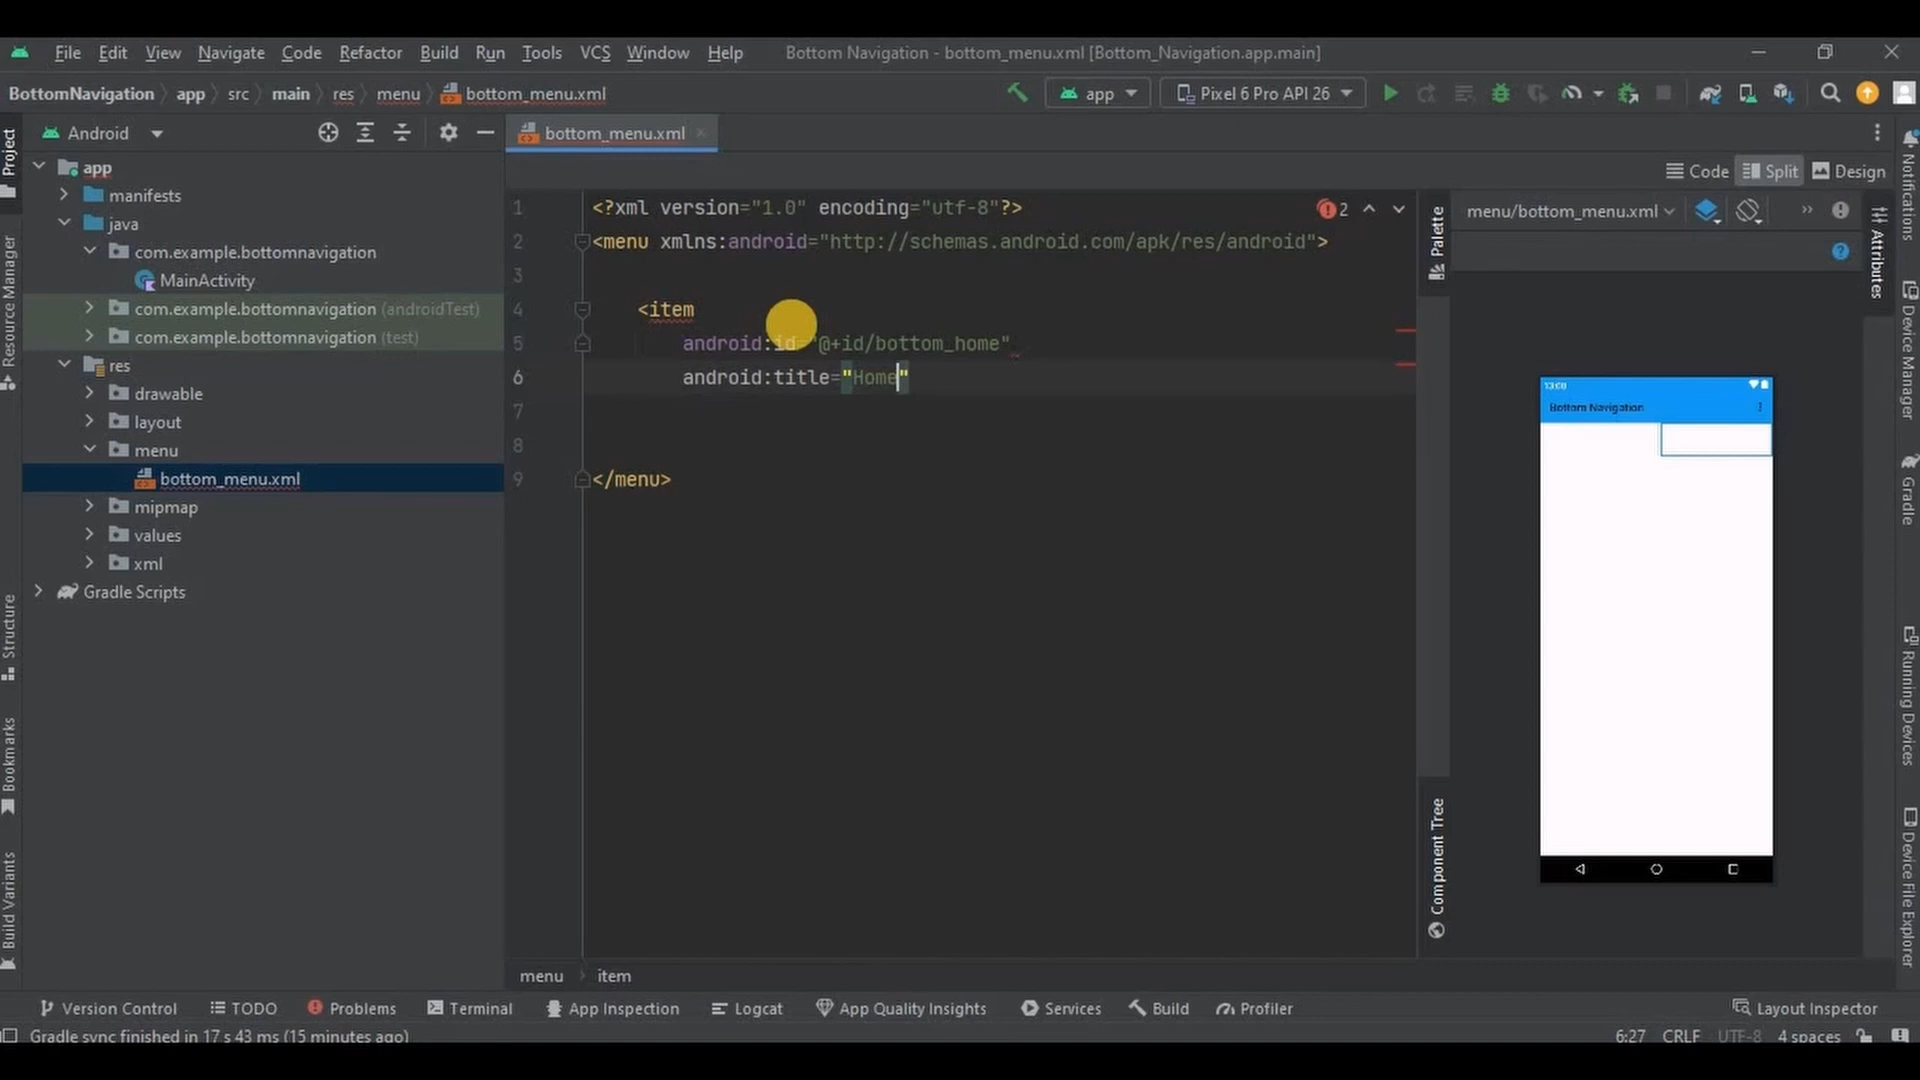 File Edit View Navigate Code Refactor Build Run Tools VCS Window Help Bottom Navigation - bottom_menu.xml [Bottom_Navigation.app.main]
BottomNavigation app src main res menu bottom_menu.xml app Pixel 6 Pro API 26
Project
Resource Manager
Structure
Bookmarks
Build Variants
Android
app
manifests
java
com.example.bottomnavigation
MainActivity
com.example.bottomnavigation (androidTest)
com.example.bottomnavigation (test)
res
drawable
layout
menu
bottom_menu.xml
mipmap
values
xml
Gradle Scripts
bottom_menu.xml
Code Split Design
1 <?xml version="1.0" encoding="utf-8"?>
2 <menu xmlns:android="http://schemas.android.com/apk/res/android">
3
4 <item
5 android:id="@+id/bottom_home"
6 android:title="Home"
7
8
9 </menu>
2
menu item
Palette
Component Tree
menu/bottom_menu.xml
Bottom Navigation
Attributes
Notifications
Device Manager
Gradle
Running Devices
Device File Explorer
Version Control TODO Problems Terminal App Inspection Logcat App Quality Insights Services Build Profiler Layout Inspector
Gradle sync finished in 17 s 43 ms (15 minutes ago) 6:27 CRLF UTF-8 4 spaces